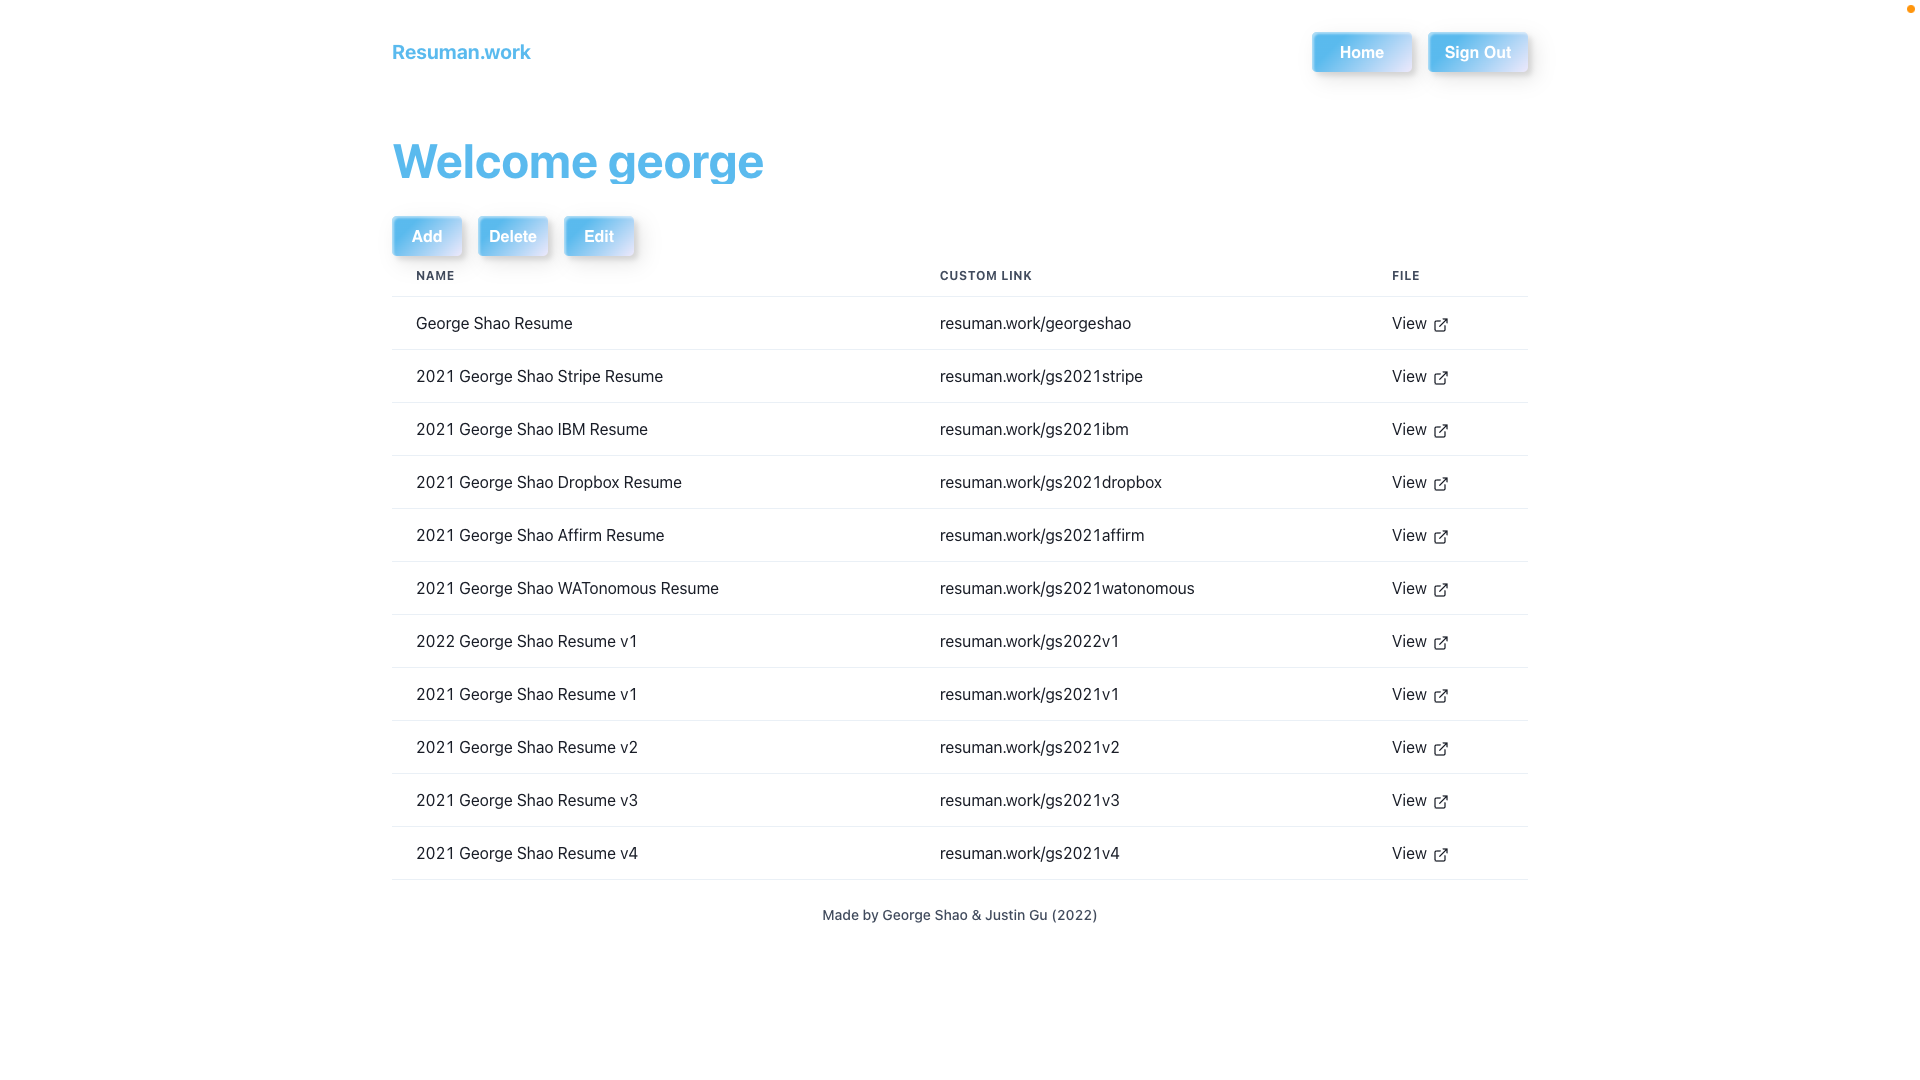 Resuman.work Home Sign Out
Welcome george
Add Delete Edit
NAME CUSTOM LINK FILE
George Shao Resume resuman.work/georgeshao View
2021 George Shao Stripe Resume resuman.work/gs2021stripe View
2021 George Shao IBM Resume resuman.work/gs2021ibm View
2021 George Shao Dropbox Resume resuman.work/gs2021dropbox View
2021 George Shao Affirm Resume resuman.work/gs2021affirm View
2021 George Shao WATonomous Resume resuman.work/gs2021watonomous View
2022 George Shao Resume v1 resuman.work/gs2022v1 View
2021 George Shao Resume v1 resuman.work/gs2021v1 View
2021 George Shao Resume v2 resuman.work/gs2021v2 View
2021 George Shao Resume v3 resuman.work/gs2021v3 View
2021 George Shao Resume v4 resuman.work/gs2021v4 View
Made by George Shao & Justin Gu (2022)